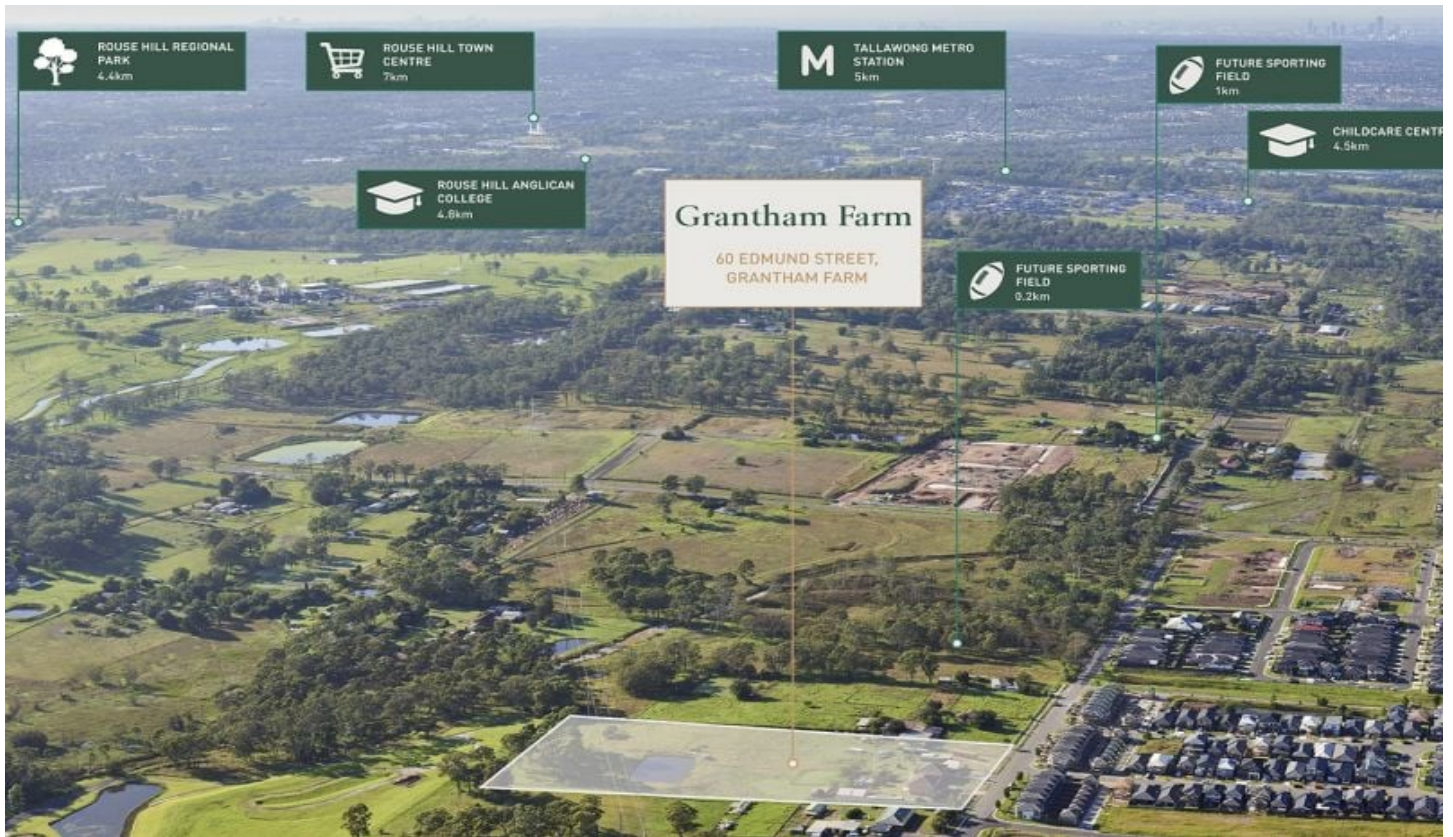 ROUSE HILL REGIONAL
PARK
4.4km
ROUSE HILL TOWN
CENTRE
7km
M
TALLAWONG METRO
STATION
5km
FUTURE SPORTING
FIELD
1km
CHILDCARE CENTR
4.5km
ROUSE HILL ANGLICAN
COLLEGE
4.8km
Grantham Farm
60 EDMUND STREET,
GRANTHAM FARM
FUTURE SPORTING
FIELD
0.2km